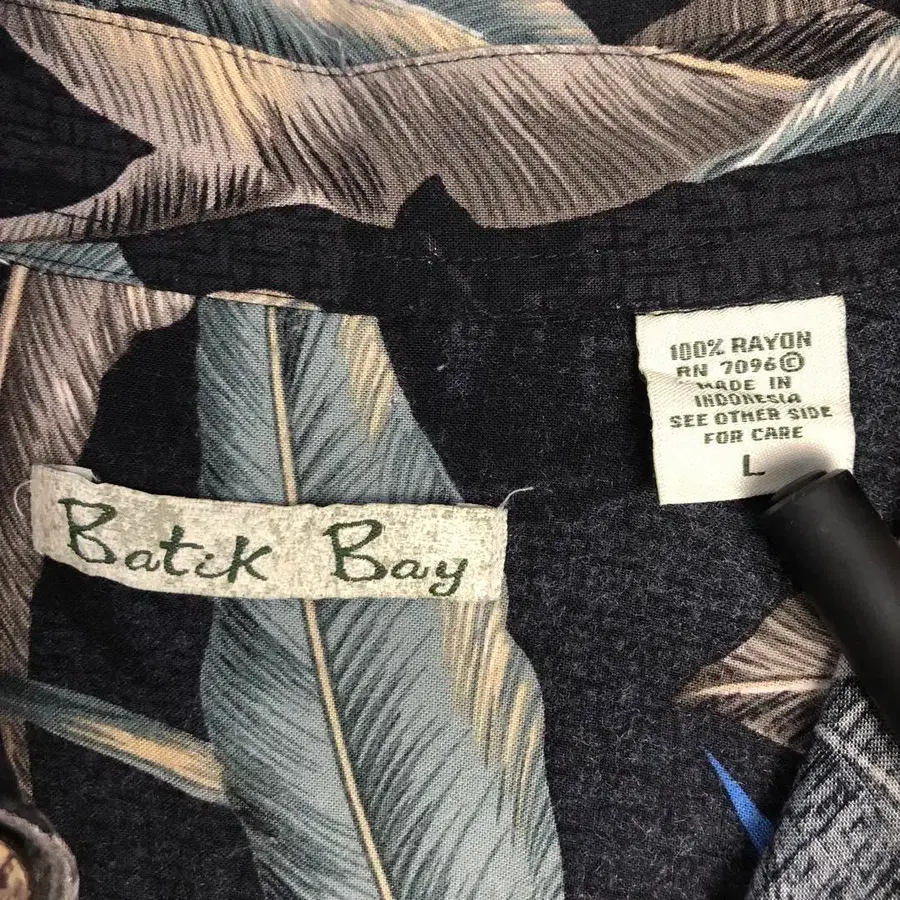 Batik Bay
100% RAYON
RN 7096©
MADE IN
INDONESIA
SEE OTHER SIDE
FOR CARE
L